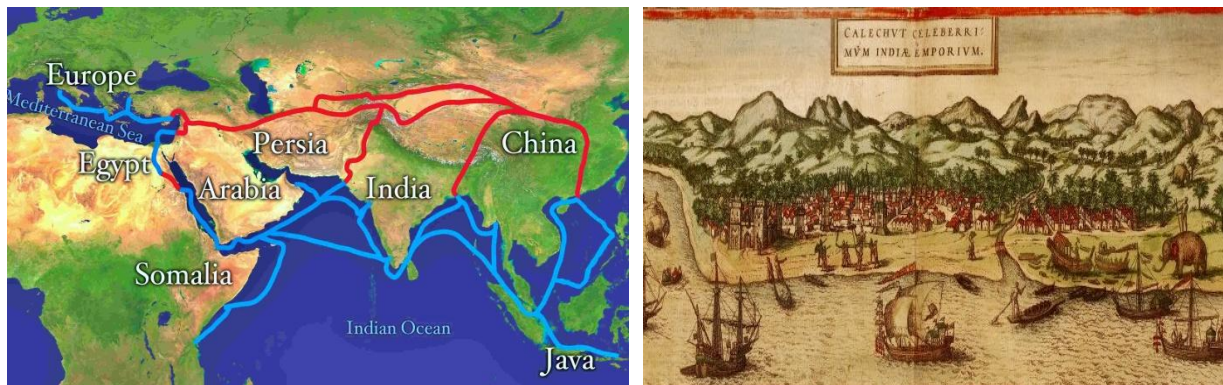 Europe
Mediterranean Sea
Egypt
Arabia
Persia
India
China
Somalia
Indian Ocean
Java
CALECHVT CELEBERRI:
MVM INDIÆ EMPORIVM.